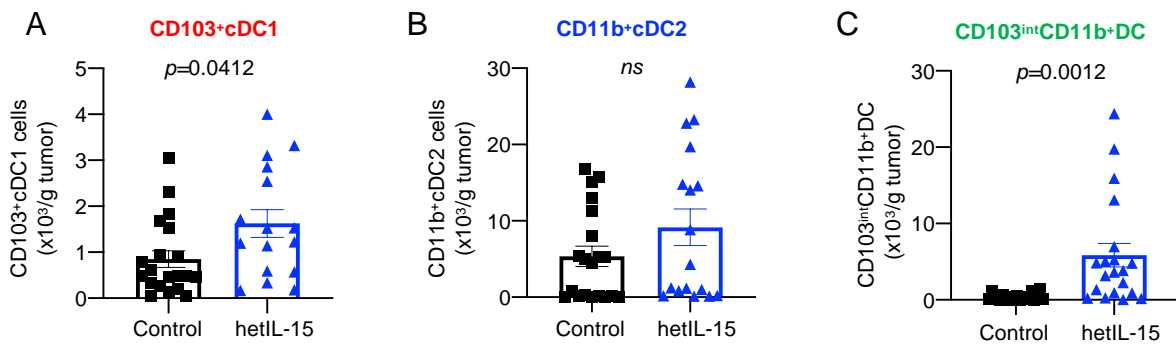 A
CD103⁺cDC1
p=0.0412
CD103⁺cDC1 cells
(x10³/g tumor)
5
4
3
2
1
0
Control
hetIL-15
B
CD11b⁺cDC2
ns
CD11b⁺cDC2 cells
(x10³/g tumor)
30
20
10
0
Control
hetIL-15
C
CD103ⁱⁿᵗCD11b⁺DC
p=0.0012
CD103ⁱⁿᵗCD11b⁺DC
(x10³/g tumor)
30
20
10
0
Control
hetIL-15